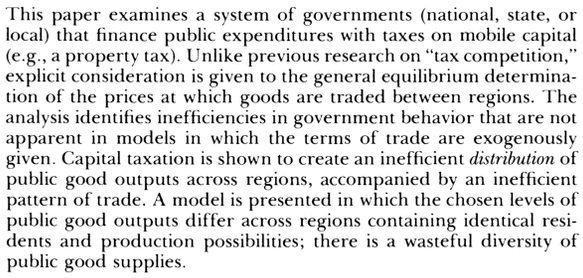 This paper examines a system of governments (national, state, or
local) that finance public expenditures with taxes on mobile capital
(e.g., a property tax). Unlike previous research on “tax competition,”
explicit consideration is given to the general equilibrium determina-
tion of the prices at which goods are traded between regions. The
analysis identifies inefficiencies in government behavior that are not
apparent in models in which the terms of trade are exogenously
given. Capital taxation is shown to create an inefficient distribution of
public good outputs across regions, accompanied by an inefficient
pattern of trade. A model is presented in which the chosen levels of
public good outputs differ across regions containing identical resi-
dents and production possibilities; there is a wasteful diversity of
public good supplies.